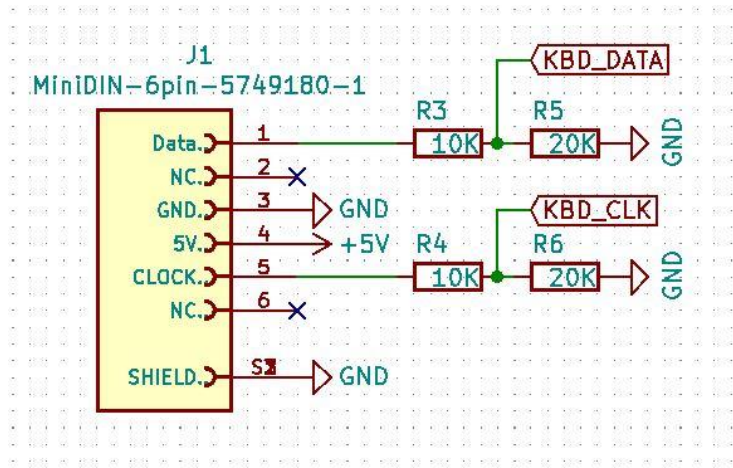 J1
MiniDIN-6pin-5749180-1
KBD_DATA
R3
R5
Data.
1
10K
20K
GND
NC.
2
GND.
3
GND
KBD_CLK
5V.
4
+5V
R4
R6
CLOCK.
5
10K
20K
GND
NC.
6
SHIELD.
GND